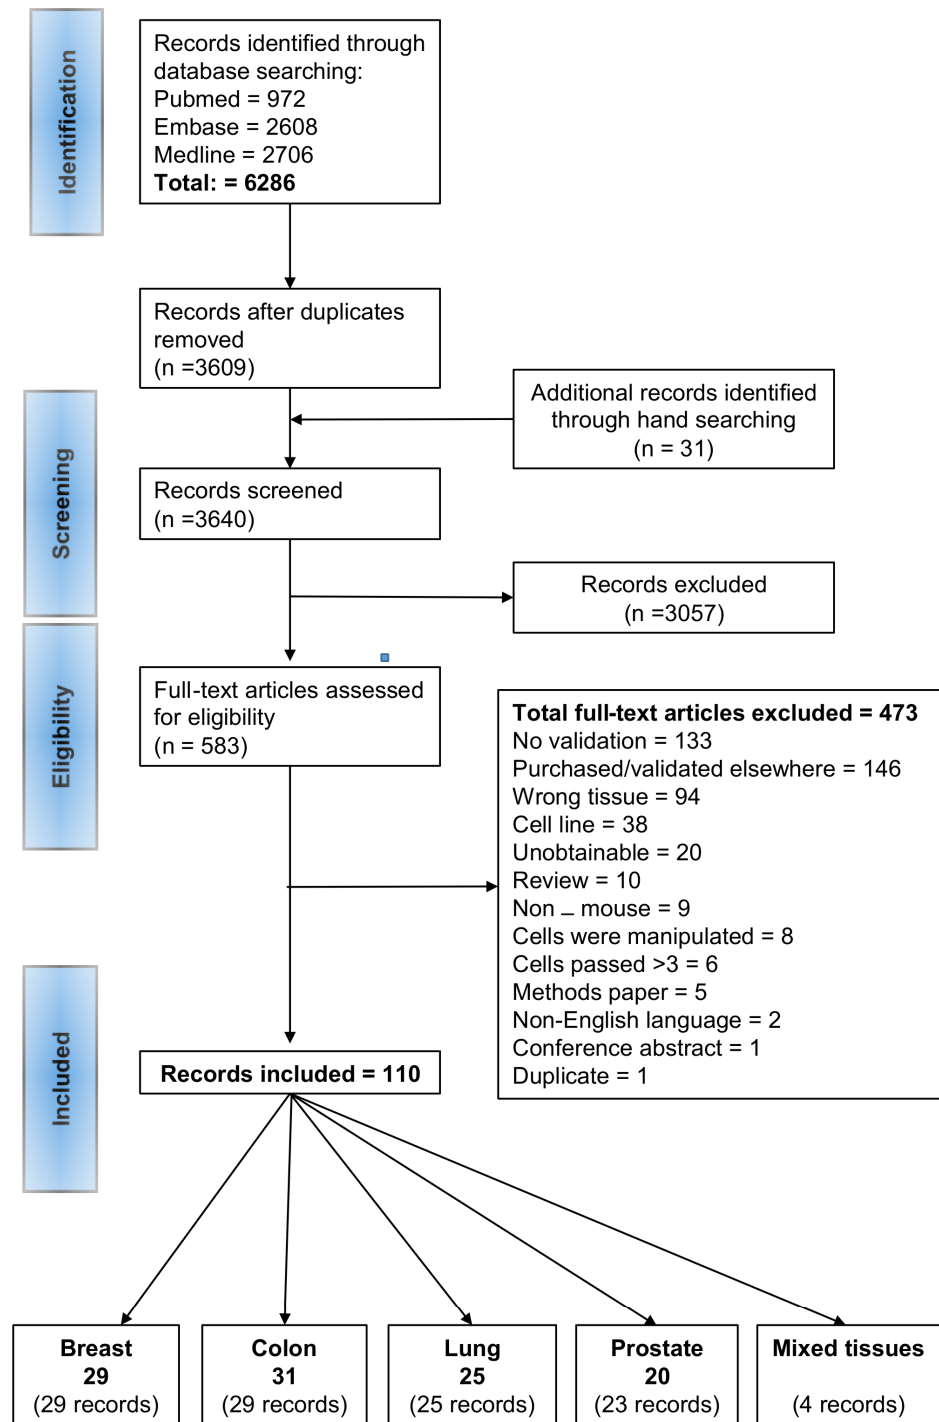 Identification
Records identified through
database searching:
Pubmed = 972
Embase = 2608
Medline = 2706
Total: = 6286
Records after duplicates
removed
(n =3609)
Additional records identified
through hand searching
(n = 31)
Screening
Records screened
(n =3640)
Records excluded
(n =3057)
Eligibility
Full-text articles assessed
for eligibility
(n = 583)
Total full-text articles excluded = 473
No validation = 133
Purchased/validated elsewhere = 146
Wrong tissue = 94
Cell line = 38
Unobtainable = 20
Review = 10
Non – mouse = 9
Cells were manipulated = 8
Cells passed >3 = 6
Methods paper = 5
Non-English language = 2
Conference abstract = 1
Duplicate = 1
Included
Records included = 110
Breast
29
(29 records)
Colon
31
(29 records)
Lung
25
(25 records)
Prostate
20
(23 records)
Mixed tissues
(4 records)